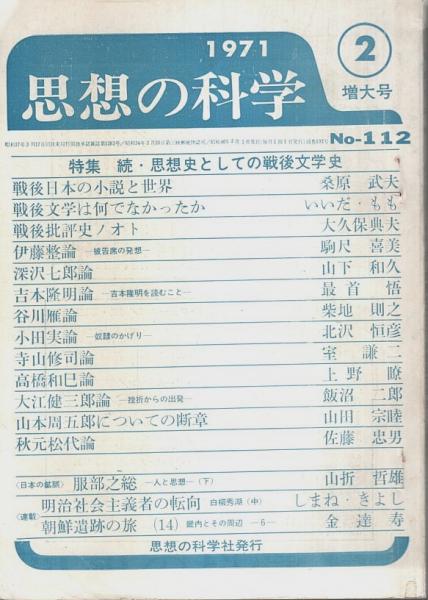 1971
2
思想の科学
増大号
No-112
特集 続・思想史としての戦後文学史
戦後日本の小説と世界 桑原 武夫
戦後文学は何でなかったか いいだ・もも
戦後批評史ノオト 大久保典夫
伊藤整論 —被告席の発想— 駒尺 喜美
深沢七郎論 山下 和久
吉本隆明論 —吉本隆明を読むこと— 最首 悟
谷川雁論 柴地 則之
小田実論 —奴隷のかげり— 北沢 恒彦
寺山修司論 室 謙二
高橋和巳論 上野 瞭
大江健三郎論 —挫折からの出発— 飯沼 二郎
山本周五郎についての断章 山田 宗睦
秋元松代論 佐藤 忠男
〈日本の鉱脈〉 服部之総 —人と思想—(下) 山折 哲雄
〈連載〉
明治社会主義者の転向 白柳秀湖(中) しまね・きよし
朝鮮遺跡の旅 (14) 畿内とその周辺 —6— 金 達 寿
思想の科学社発行